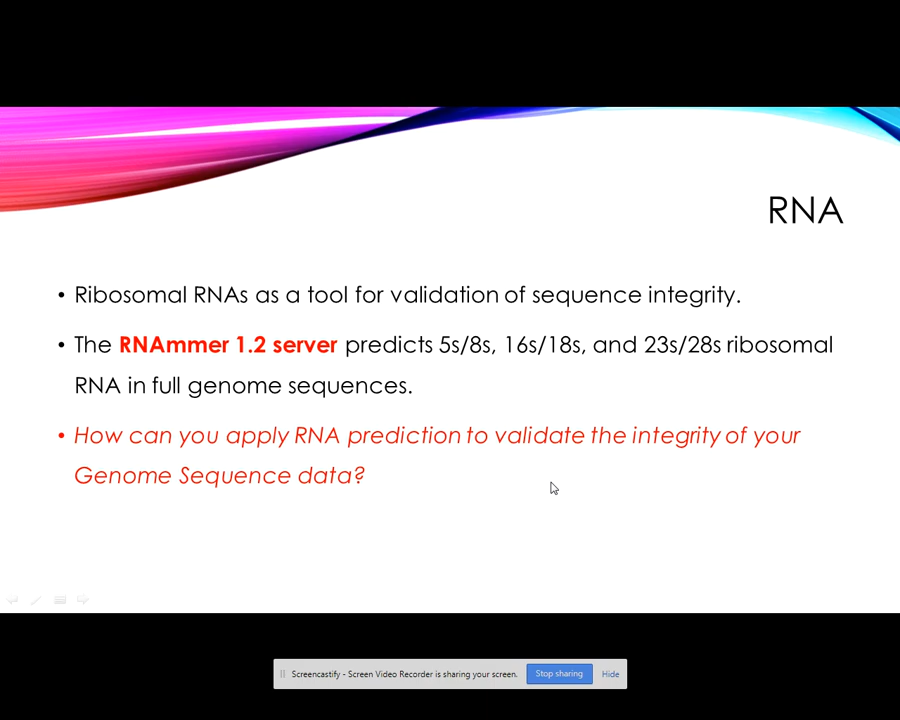 RNA
• Ribosomal RNAs as a tool for validation of sequence integrity.
• The RNAmmer 1.2 server predicts 5s/8s, 16s/18s, and 23s/28s ribosomal
RNA in full genome sequences.
• How can you apply RNA prediction to validate the integrity of your
Genome Sequence data?
Screencastify - Screen Video Recorder is sharing your screen. Stop sharing Hide